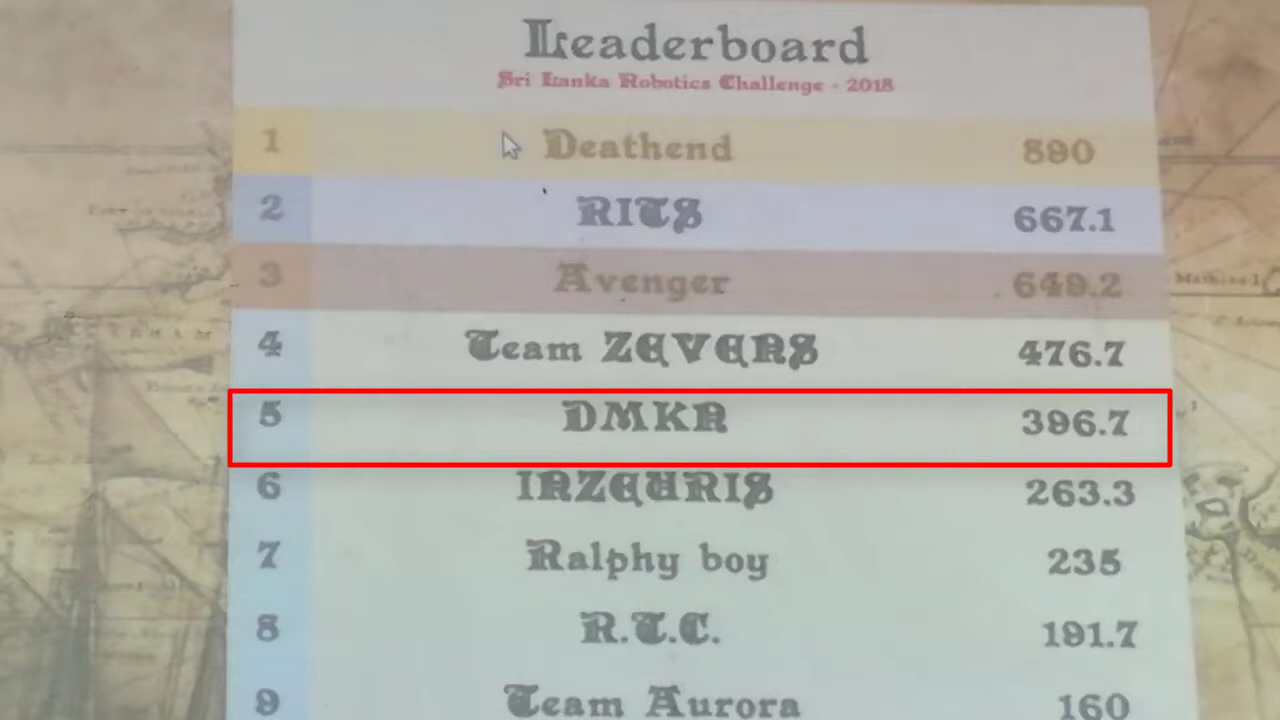 Leaderboard
Sri Lanka Robotics Challenge - 2018
1 Deathend 890
2 RITS 667.1
3 Avenger 649.2
4 Team ZEVERS 476.7
5 DMKR 396.7
6 INZEURIS 263.3
7 Ralphy boy 235
8 R.T.C. 191.7
9 Team Aurora 160